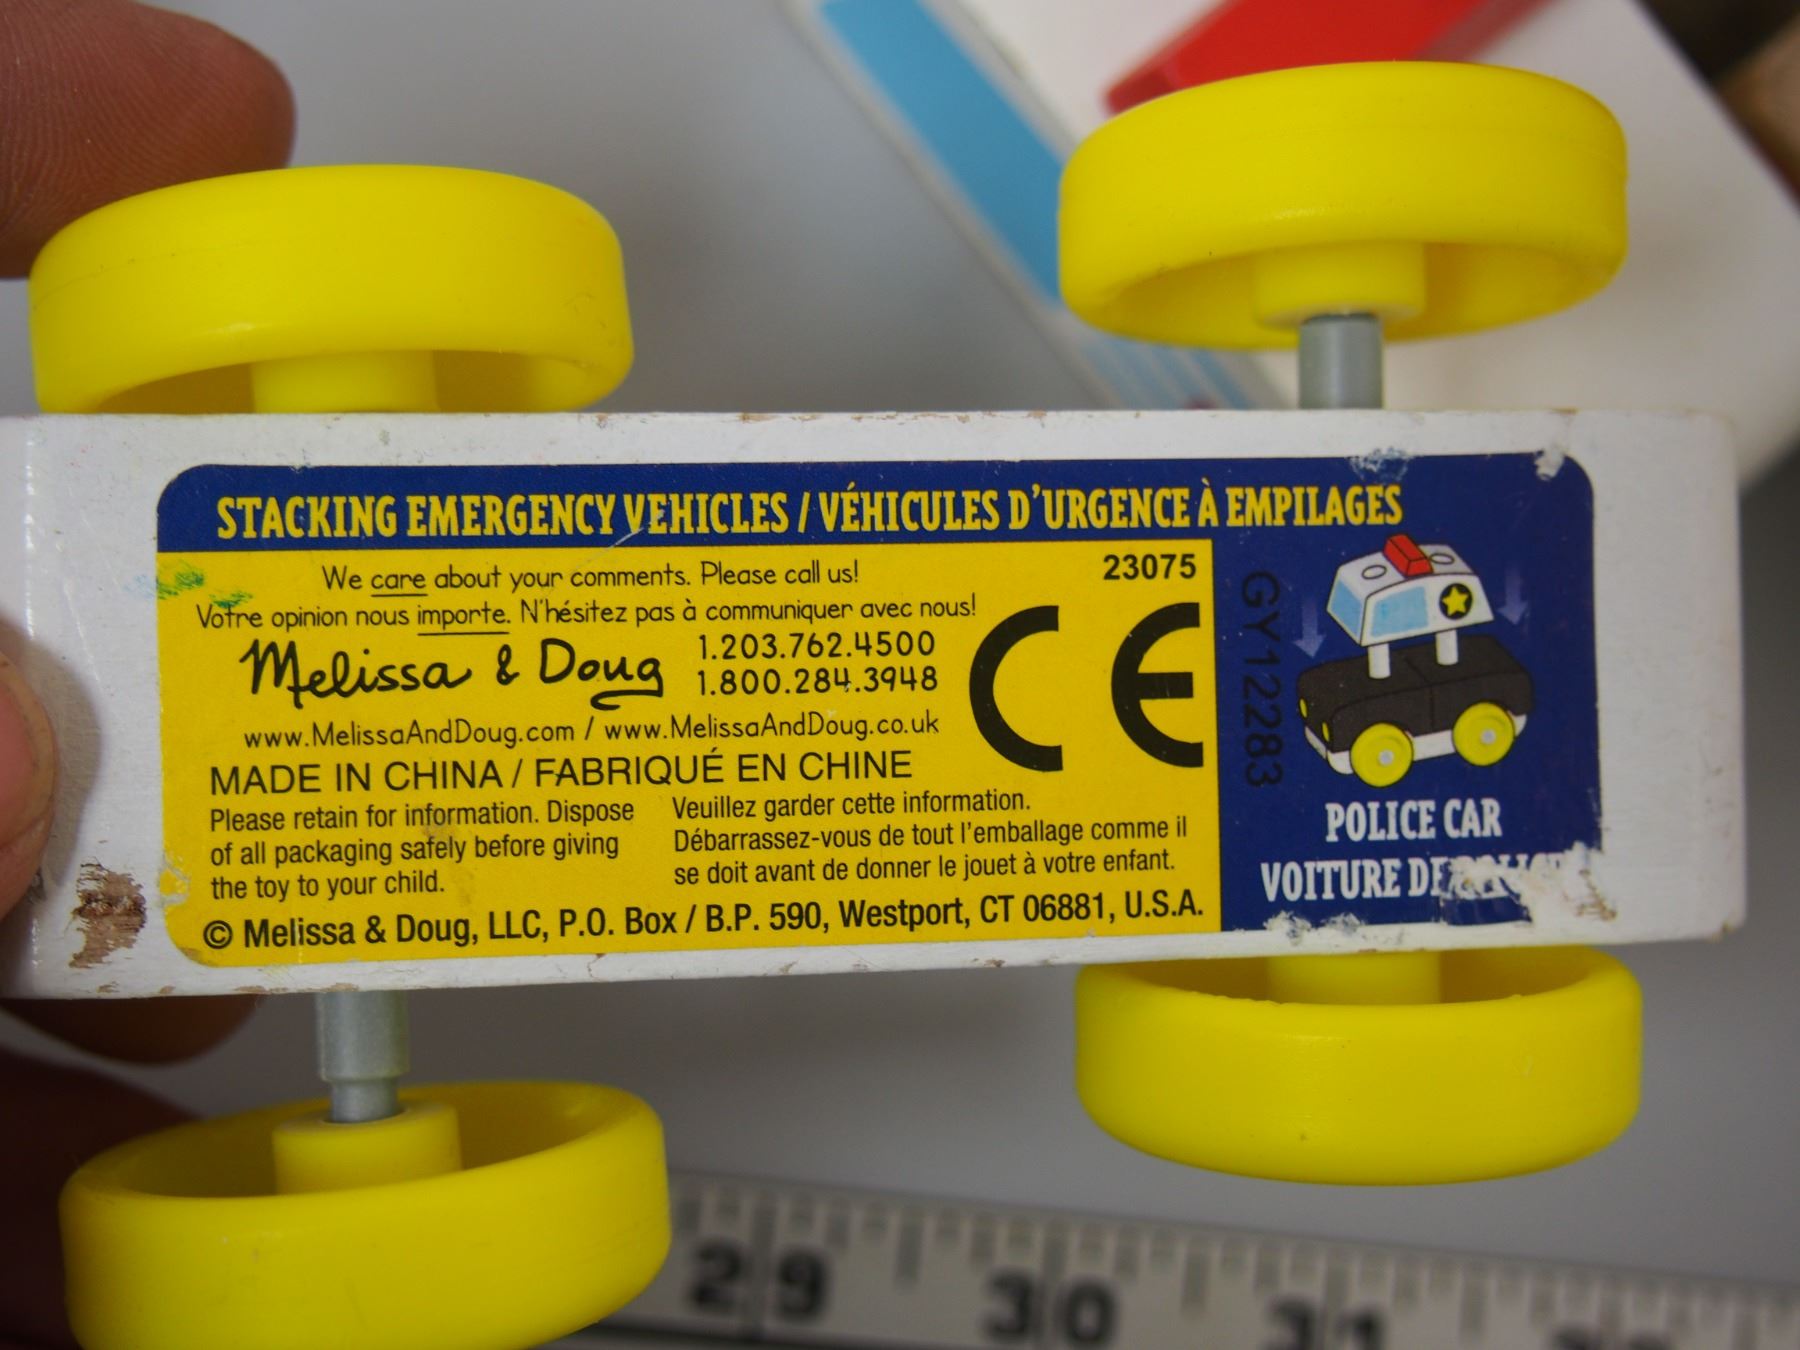 STACKING EMERGENCY VEHICLES / VÉHICULES D'URGENCE À EMPILAGES
We care about your comments. Please call us!
23075
Votre opinion nous importe. N'hésitez pas à communiquer avec nous!
Melissa & Doug
1.203.762.4500
1.800.284.3948
CE
www.MelissaAndDoug.com / www.MelissaAndDoug.co.uk
MADE IN CHINA / FABRIQUÉ EN CHINE
Please retain for information. Dispose
of all packaging safely before giving
the toy to your child.
Veuillez garder cette information.
Débarrassez-vous de tout l'emballage comme il
se doit avant de donner le jouet à votre enfant.
© Melissa & Doug, LLC, P.O. Box / B.P. 590, Westport, CT 06881, U.S.A.
GY12283
POLICE CAR
VOITURE DE
29 30 31